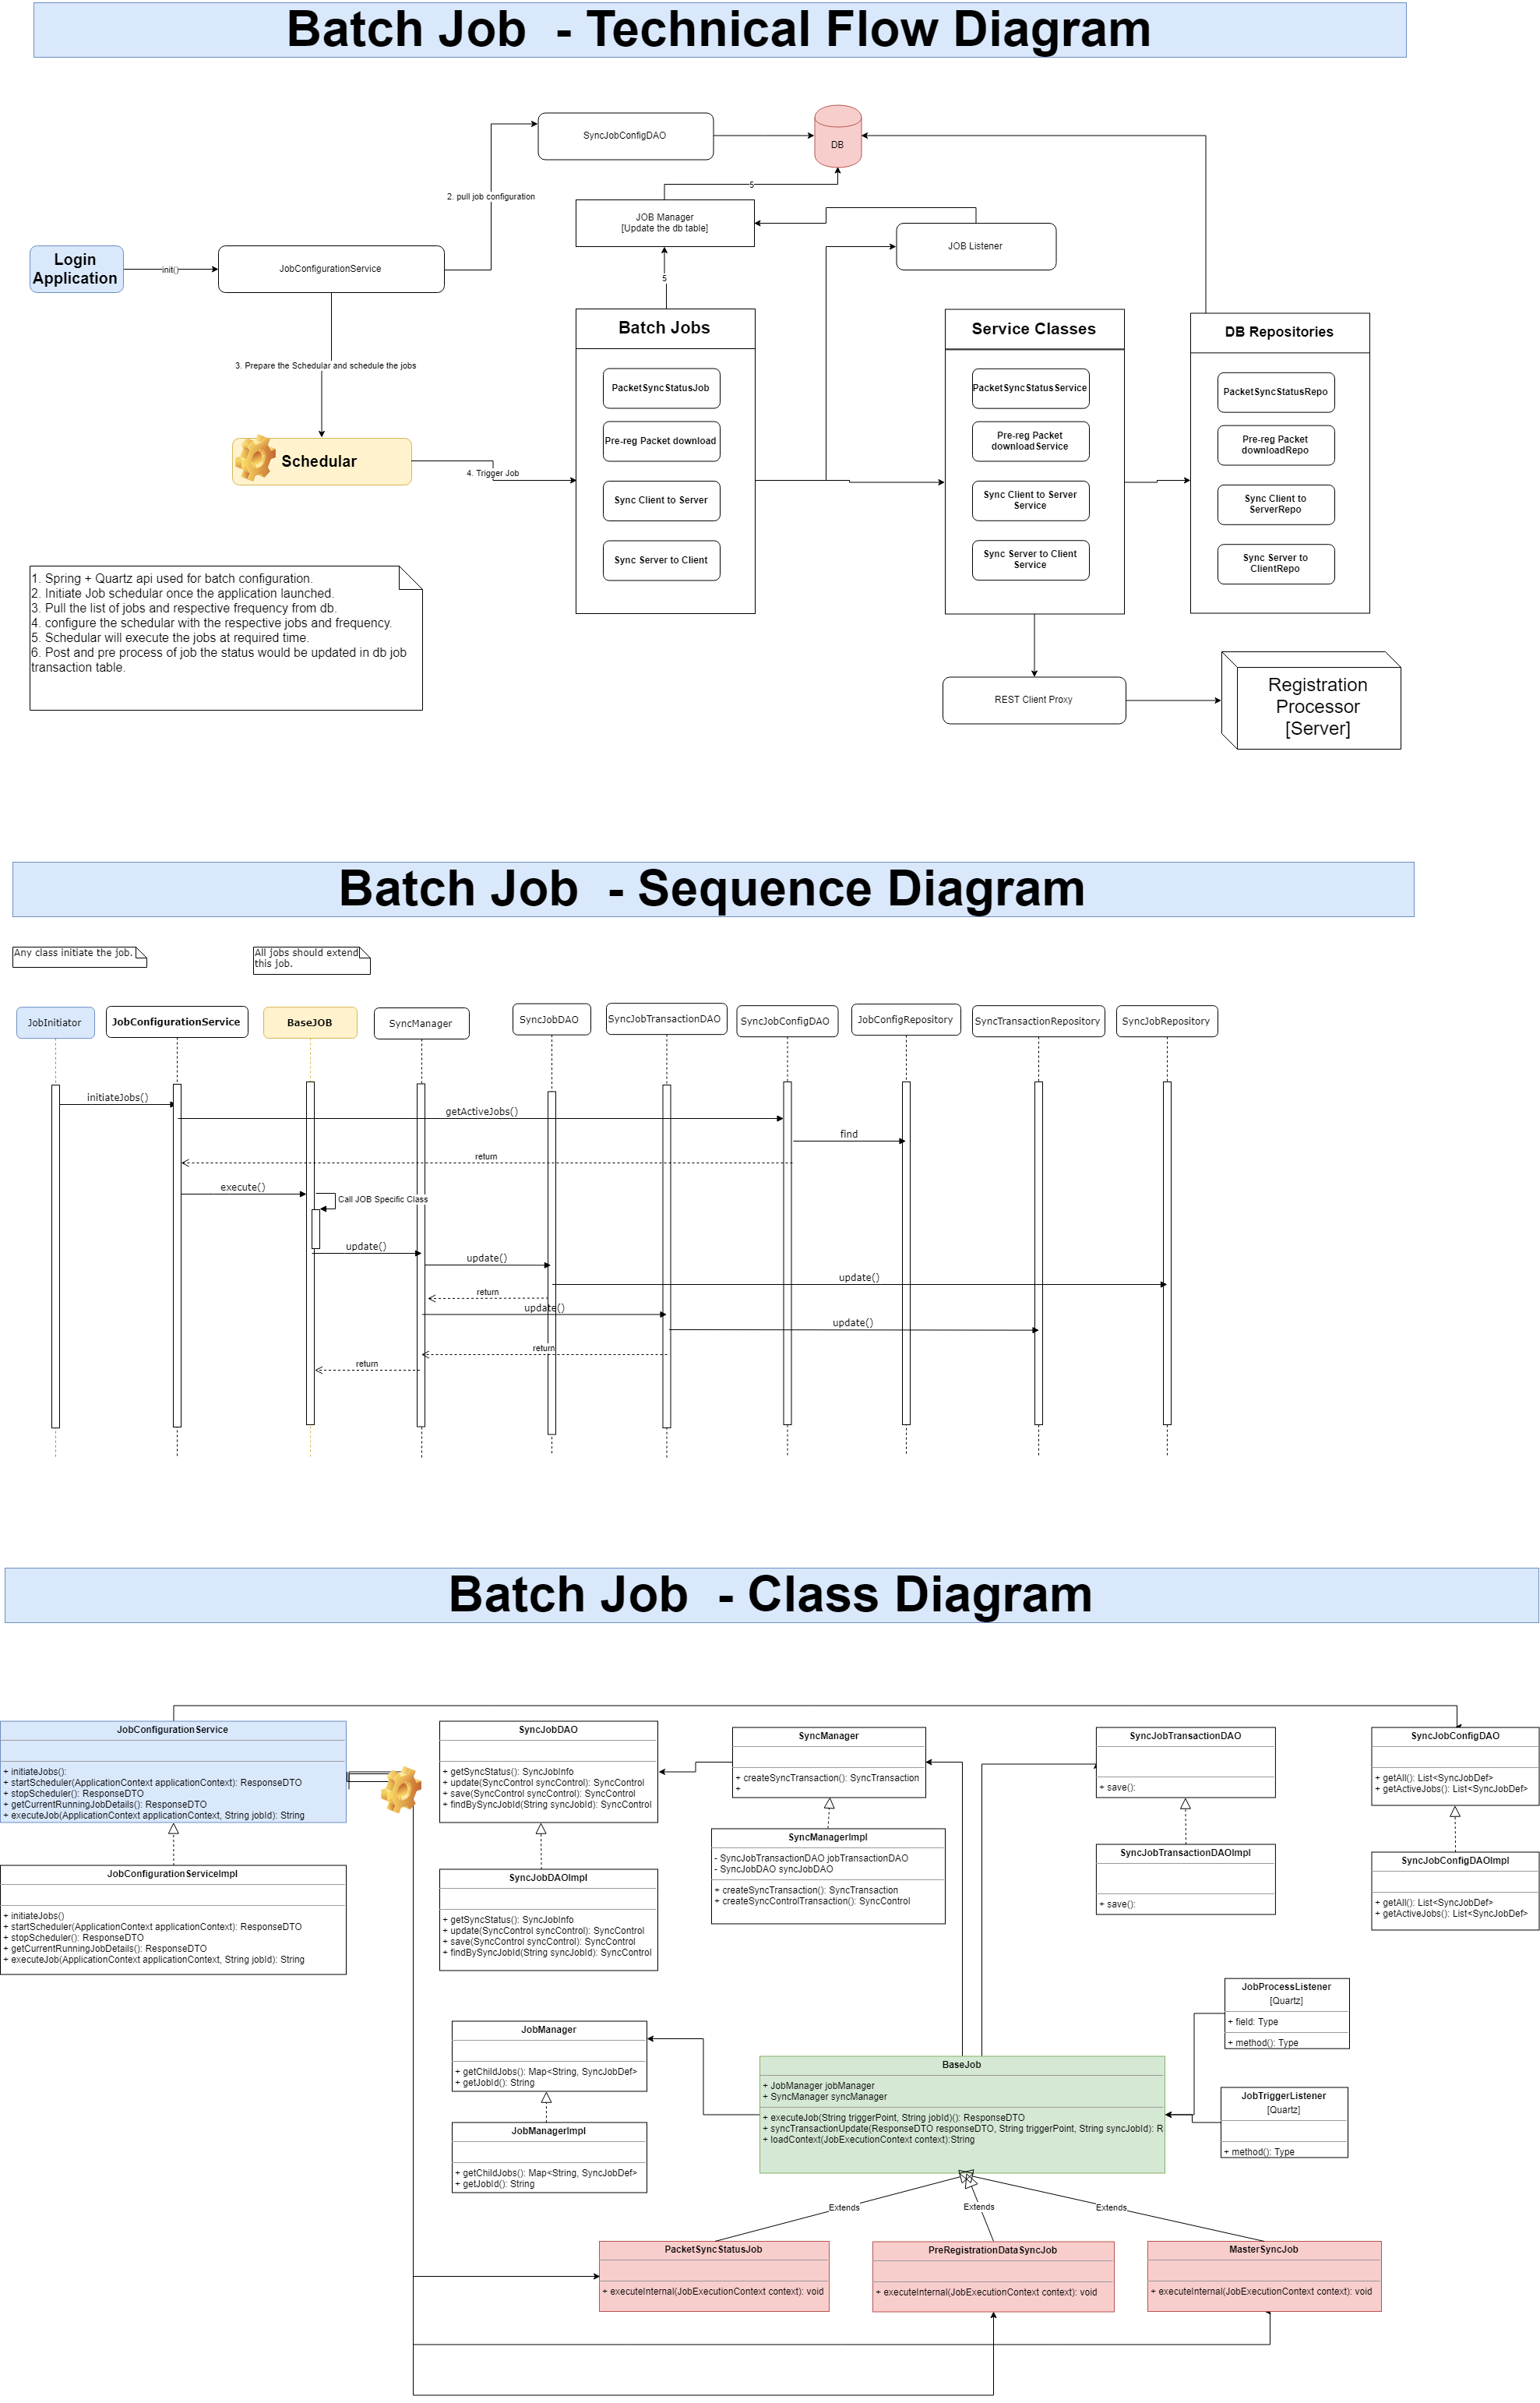 Batch Job - Technical Flow Diagram
SyncJobConfigDAO
DB
2. pull job configuration
5
JOB Manager
[Update the db table]
JOB Listener
Login
Application
init()
JobConfigurationService
5
3. Prepare the Schedular and schedule the jobs
Schedular
4. Trigger Job
Batch Jobs
PacketSyncStatusJob
Pre-reg Packet download
Sync Client to Server
Sync Server to Client
Service Classes
PacketSyncStatusService
Pre-reg Packet
downloadService
Sync Client to Server
Service
Sync Server to Client
Service
DB Repositories
PacketSyncStatusRepo
Pre-reg Packet
downloadRepo
Sync Client to
ServerRepo
Sync Server to
ClientRepo
1. Spring + Quartz api used for batch configuration.
2. Initiate Job schedular once the application launched.
3. Pull the list of jobs and respective frequency from db.
4. configure the schedular with the respective jobs and frequency.
5. Schedular will execute the jobs at required time.
6. Post and pre process of job the status would be updated in db job
transaction table.
REST Client Proxy
Registration
Processor
[Server]
Batch Job - Sequence Diagram
Any class initiate the job.
All jobs should extend
this job.
JobInitiator
JobConfigurationService
BaseJOB
SyncManager
SyncJobDAO
SyncJobTransactionDAO
SyncJobConfigDAO
JobConfigRepository
SyncTransactionRepository
SyncJobRepository
initiateJobs()
getActiveJobs()
find
return
execute()
Call JOB Specific Class
update()
update()
update()
return
update()
update()
return
return
Batch Job - Class Diagram
JobConfigurationService
+ initiateJobs():
+ startScheduler(ApplicationContext applicationContext): ResponseDTO
+ stopScheduler(): ResponseDTO
+ getCurrentRunningJobDetails(): ResponseDTO
+ executeJob(ApplicationContext applicationContext, String jobId): String
JobConfigurationServiceImpl
+ initiateJobs()
+ startScheduler(ApplicationContext applicationContext): ResponseDTO
+ stopScheduler(): ResponseDTO
+ getCurrentRunningJobDetails(): ResponseDTO
+ executeJob(ApplicationContext applicationContext, String jobId): String
SyncJobDAO
+ getSyncStatus(): SyncJobInfo
+ update(SyncControl syncControl): SyncControl
+ save(SyncControl syncControl): SyncControl
+ findBySyncJobId(String syncJobId): SyncControl
SyncJobDAOImpl
+ getSyncStatus(): SyncJobInfo
+ update(SyncControl syncControl): SyncControl
+ save(SyncControl syncControl): SyncControl
+ findBySyncJobId(String syncJobId): SyncControl
SyncManager
+ createSyncTransaction(): SyncTransaction
+
SyncManagerImpl
- SyncJobTransactionDAO jobTransactionDAO
- SyncJobDAO syncJobDAO
+ createSyncTransaction(): SyncTransaction
+ createSyncControlTransaction(): SyncControl
SyncJobTransactionDAO
+ save():
SyncJobTransactionDAOImpl
+ save():
SyncJobConfigDAO
+ getAll(): List<SyncJobDef>
+ getActiveJobs(): List<SyncJobDef>
SyncJobConfigDAOImpl
+ getAll(): List<SyncJobDef>
+ getActiveJobs(): List<SyncJobDef>
JobManager
+ getChildJobs(): Map<String, SyncJobDef>
+ getJobId(): String
JobManagerImpl
+ getChildJobs(): Map<String, SyncJobDef>
+ getJobId(): String
BaseJob
+ JobManager jobManager
+ SyncManager syncManager
+ executeJob(String triggerPoint, String jobId)(): ResponseDTO
+ syncTransactionUpdate(ResponseDTO responseDTO, String triggerPoint, String syncJobId): R
+ loadContext(JobExecutionContext context):String
JobProcessListener
[Quartz]
+ field: Type
+ method(): Type
JobTriggerListener
[Quartz]
+ method(): Type
Extends
Extends
Extends
PacketSyncStatusJob
+ executeInternal(JobExecutionContext context): void
PreRegistrationDataSyncJob
+ executeInternal(JobExecutionContext context): void
MasterSyncJob
+ executeInternal(JobExecutionContext context): void